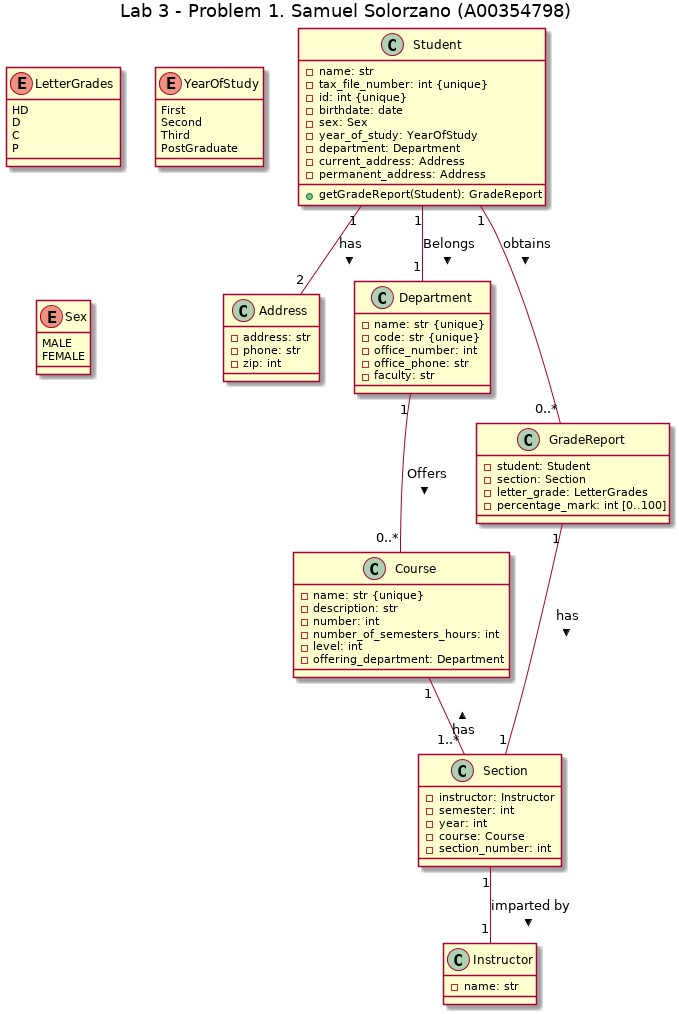 Lab 3 - Problem 1. Samuel Solorzano (A00354798)
E LetterGrades
HD
D
C
P
E YearOfStudy
First
Second
Third
PostGraduate
C Student
name: str
tax_file_number: int {unique}
id: int {unique}
birthdate: date
sex: Sex
year_of_study: YearOfStudy
department: Department
current_address: Address
permanent_address: Address
getGradeReport(Student): GradeReport
1
1
1
has
Belongs
obtains
2
1
0..*
E Sex
MALE
FEMALE
C Address
address: str
phone: str
zip: int
C Department
name: str {unique}
code: str {unique}
office_number: int
office_phone: str
faculty: str
C GradeReport
student: Student
section: Section
letter_grade: LetterGrades
percentage_mark: int [0..100]
1
Offers
0..*
1
has
1
C Course
name: str {unique}
description: str
number: int
number_of_semesters_hours: int
level: int
offering_department: Department
1
has
1..*
C Section
instructor: Instructor
semester: int
year: int
course: Course
section_number: int
1
imparted by
1
C Instructor
name: str